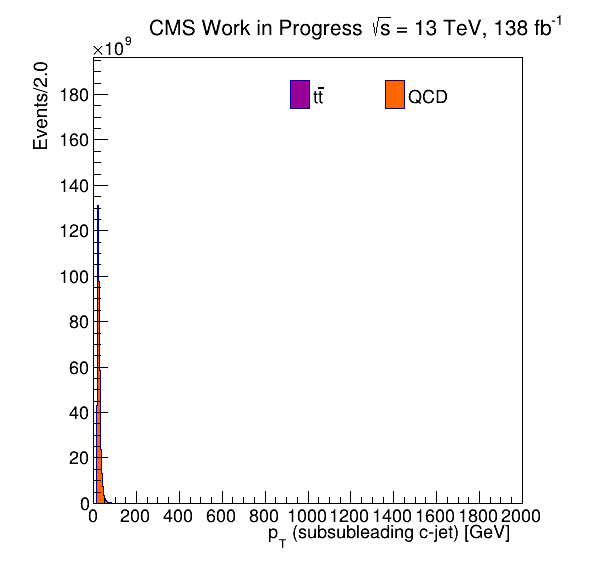 CMS Work in Progress √s = 13 TeV, 138 fb⁻¹
×10⁹
Events/2.0
tt̄
QCD
180
160
140
120
100
80
60
40
20
0
0 200 400 600 800 1000 1200 1400 1600 1800 2000
p_T (subsubleading c-jet) [GeV]